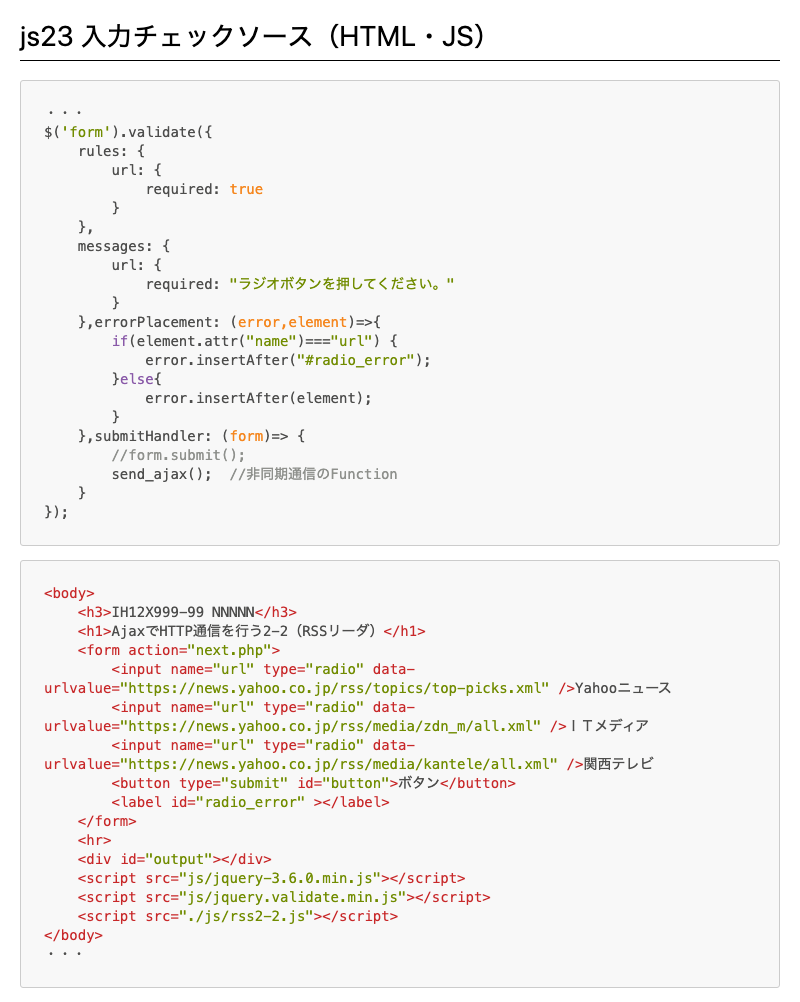 js23 入力チェックソース（HTML・JS）
・・・
$('form').validate({
    rules: {
        url: {
            required: true
        }
    },
    messages: {
        url: {
            required: "ラジオボタンを押してください。"
        }
    },errorPlacement: (error,element)=>{
        if(element.attr("name")==="url") {
            error.insertAfter("#radio_error");
        }else{
            error.insertAfter(element);
        }
    },submitHandler: (form)=> {
        //form.submit();
        send_ajax();  //非同期通信のFunction
    }
});
<body>
    <h3>IH12X999-99 NNNNN</h3>
    <h1>AjaxでHTTP通信を行う2-2（RSSリーダ）</h1>
    <form action="next.php">
        <input name="url" type="radio" data-
urlvalue="https://news.yahoo.co.jp/rss/topics/top-picks.xml" />Yahooニュース
        <input name="url" type="radio" data-
urlvalue="https://news.yahoo.co.jp/rss/media/zdn_m/all.xml" />ＩＴメディア
        <input name="url" type="radio" data-
urlvalue="https://news.yahoo.co.jp/rss/media/kantele/all.xml" />関西テレビ
        <button type="submit" id="button">ボタン</button>
        <label id="radio_error" ></label>
    </form>
    <hr>
    <div id="output"></div>
    <script src="js/jquery-3.6.0.min.js"></script>
    <script src="js/jquery.validate.min.js"></script>
    <script src="./js/rss2-2.js"></script>
</body>
・・・